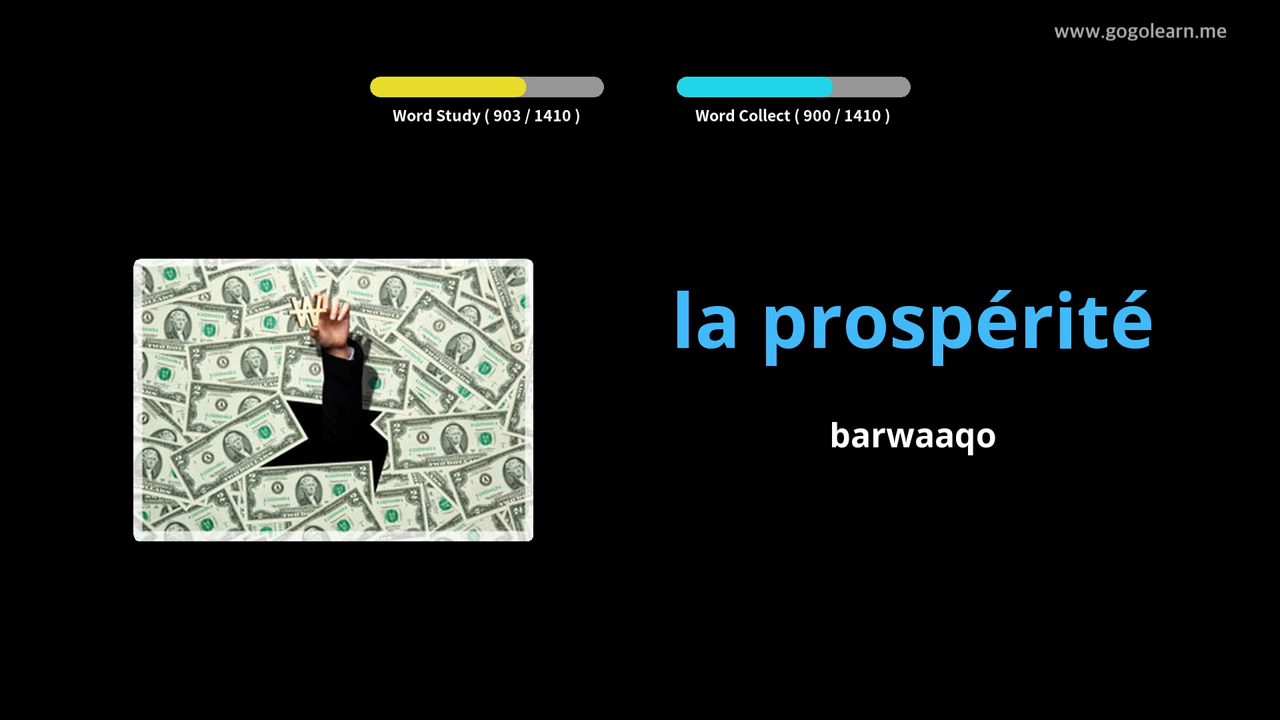 www.gogolearn.me
Word Study ( 903 / 1410 )
Word Collect ( 900 / 1410 )
la prospérité
barwaaqo